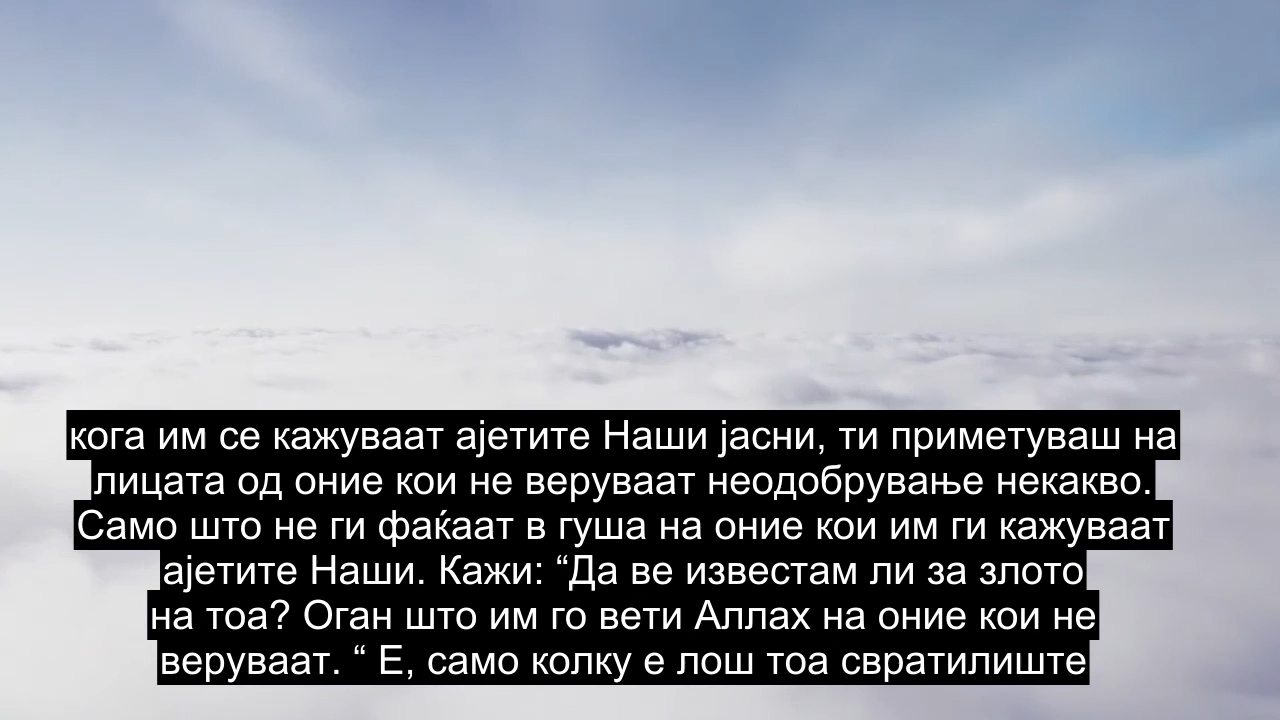 кога им се кажуваат ајетите Наши јасни, ти приметуваш на
лицата од оние кои не веруваат неодобрување некакво.
Само што не ги фаќаат в гуша на оние кои им ги кажуваат
ајетите Наши. Кажи: “Да ве известам ли за злото
на тоа? Оган што им го вети Аллах на оние кои не
веруваат. “ Е, само колку е лош тоа свратилиште